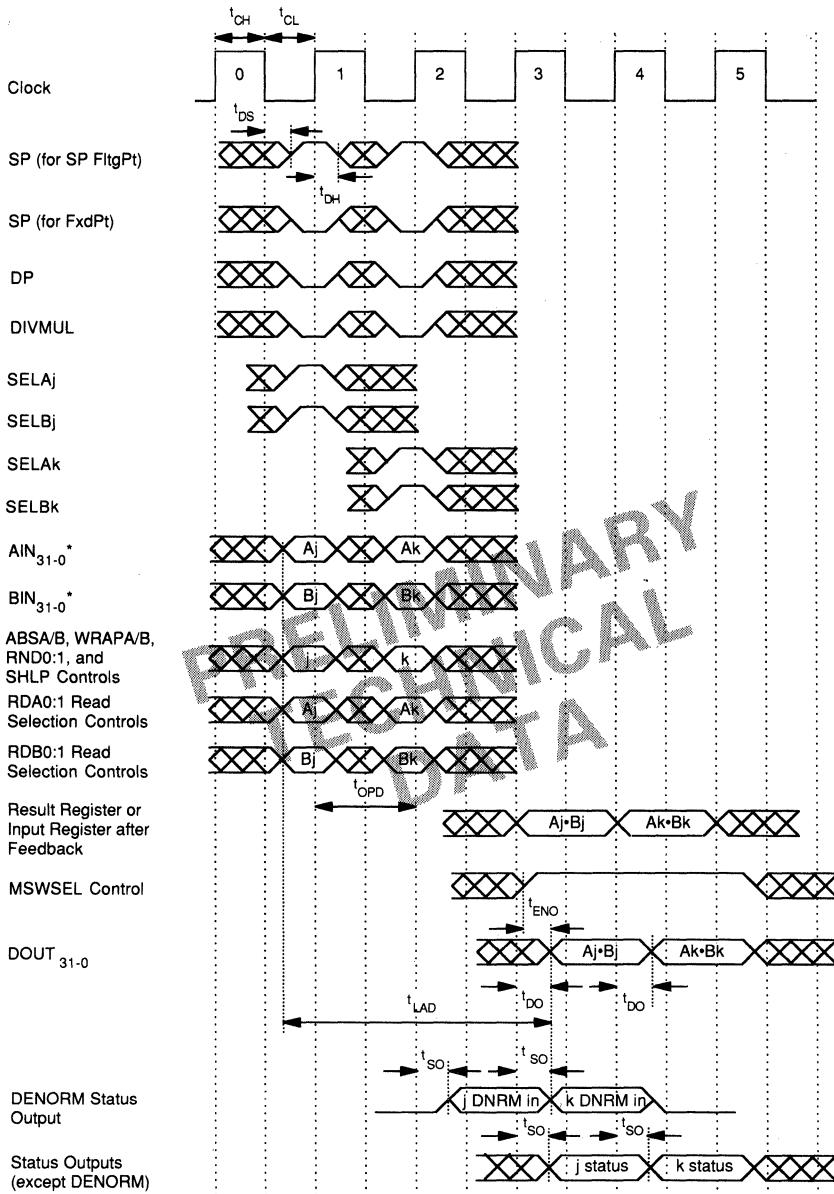 tCH tCL
Clock 0 1 2 3 4 5
tDS
SP (for SP FltgPt)
tDH
SP (for FxdPt)
DP
DIVMUL
SELAj
SELBj
SELAk
SELBk
AIN31-0* Aj Ak
BIN31-0* Bj Bk
ABSA/B, WRAPA/B,
RND0:1, and
SHLP Controls
j k
RDA0:1 Read
Selection Controls
Aj Ak
RDB0:1 Read
Selection Controls
Bj Bk
PRELIMINARY
TECHNICAL
DATA
tOPD
Result Register or
Input Register after
Feedback
Aj•Bj Ak•Bk
MSWSEL Control
tENO
DOUT 31-0 Aj•Bj Ak•Bk
tDO tDO
tLAD
tSO tSO
DENORM Status
Output
j DNRM in k DNRM in
tSO tSO
Status Outputs
(except DENORM)
j status k status